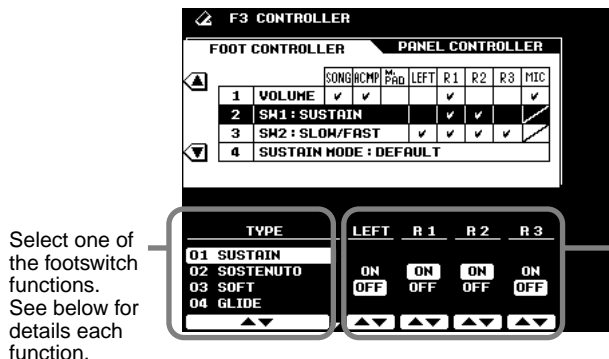 F3 CONTROLLER
FOOT CONTROLLER PANEL CONTROLLER
SONG ACMP M. PAD LEFT R1 R2 R3 MIC
1 VOLUME ✔ ✔ ✔ ✔
2 SW1 : SUSTAIN ✔ ✔
3 SW2 : SLOW/FAST ✔ ✔ ✔ ✔
4 SUSTAIN MODE : DEFAULT
TYPE LEFT R1 R2 R3
01 SUSTAIN
02 SOSTENUTO ON ON ON ON
03 SOFT OFF OFF OFF OFF
04 GLIDE
Select one of
the footswitch
functions.
See below for
details each
function.